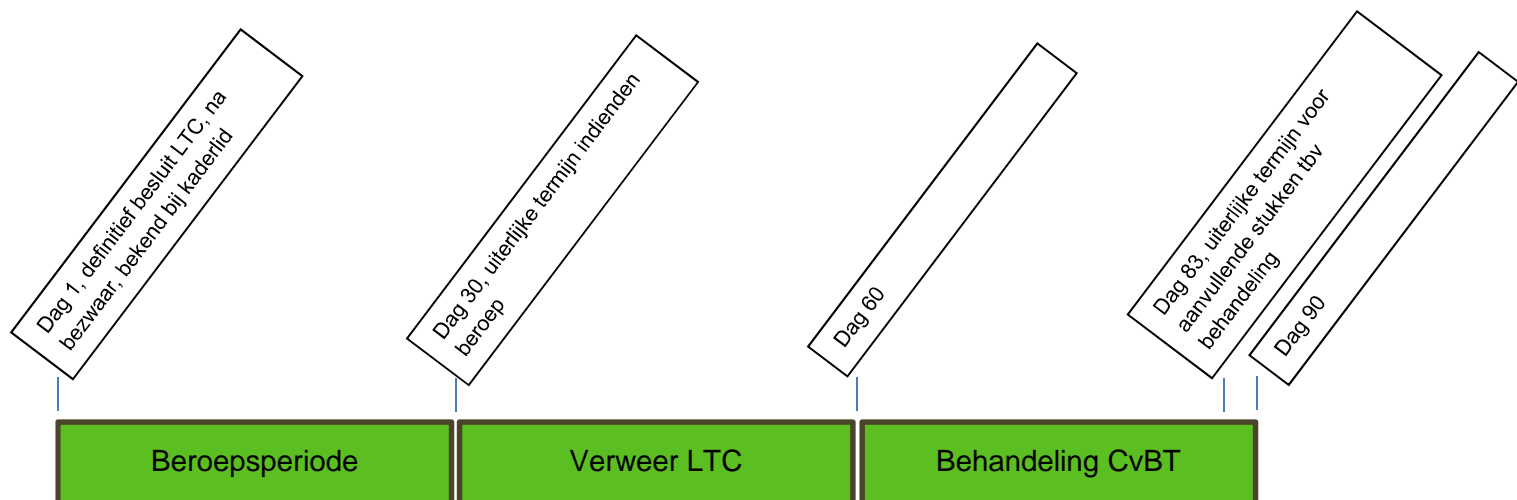 Dag 1, definitief besluit LTC, na
bezwaar, bekend bij kaderlid
Dag 30, uiterlijke termijn indienden
beroep
Dag 60
Dag 83, uiterlijke termijn voor
aanvullende stukken tbv
behandeling
Dag 90
Beroepsperiode
Verweer LTC
Behandeling CvBT